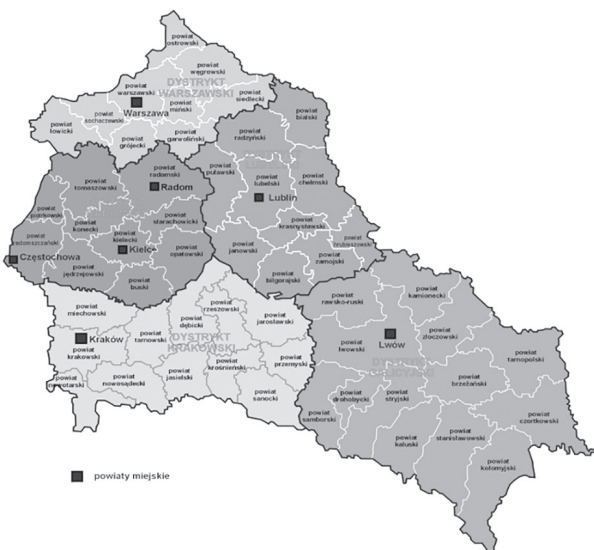 powiat
ostrowski
powiat
węgrowski
DYSTRYKT
WARSZAWSKI
powiat
warszawski
powiat
siedlecki
powiat
miński
Warszawa
powiat
sochaczewski
powiat
łowicki
powiat
grójecki
powiat
garwoliński
powiat
bialski
powiat
radzyński
powiat
puławski
powiat
lubelski
powiat
chełmski
Lublin
powiat
krasnystawski
powiat
hrubieszowski
powiat
janowski
powiat
zamojski
powiat
biłgorajski
powiat
radomski
Radom
powiat
tomaszowski
powiat
piotrkowski
powiat
konecki
powiat
starachowicki
powiat
radomszczański
powiat
kielecki
Kielce
powiat
opatowski
Częstochowa
powiat
jędrzejowski
powiat
buski
powiat
miechowski
powiat
rzeszowski
powiat
dębicki
powiat
jarosławski
Kraków
powiat
krakowski
powiat
tarnowski
DYSTRYKT
KRAKOWSKI
powiat
przemyski
powiat
krośnieński
powiat
jasielski
powiat
nowosądecki
powiat
nowotarski
powiat
sanocki
powiat
rawsko-ruski
powiat
kamionecki
Lwów
powiat
złoczowski
powiat
lwowski
powiat
tarnopolski
powiat
brzeżański
powiat
drohobycki
powiat
stryjski
powiat
samborski
powiat
czortkowski
powiat
kałuski
powiat
stanisławowski
powiat
kołomyjski
powiaty miejskie